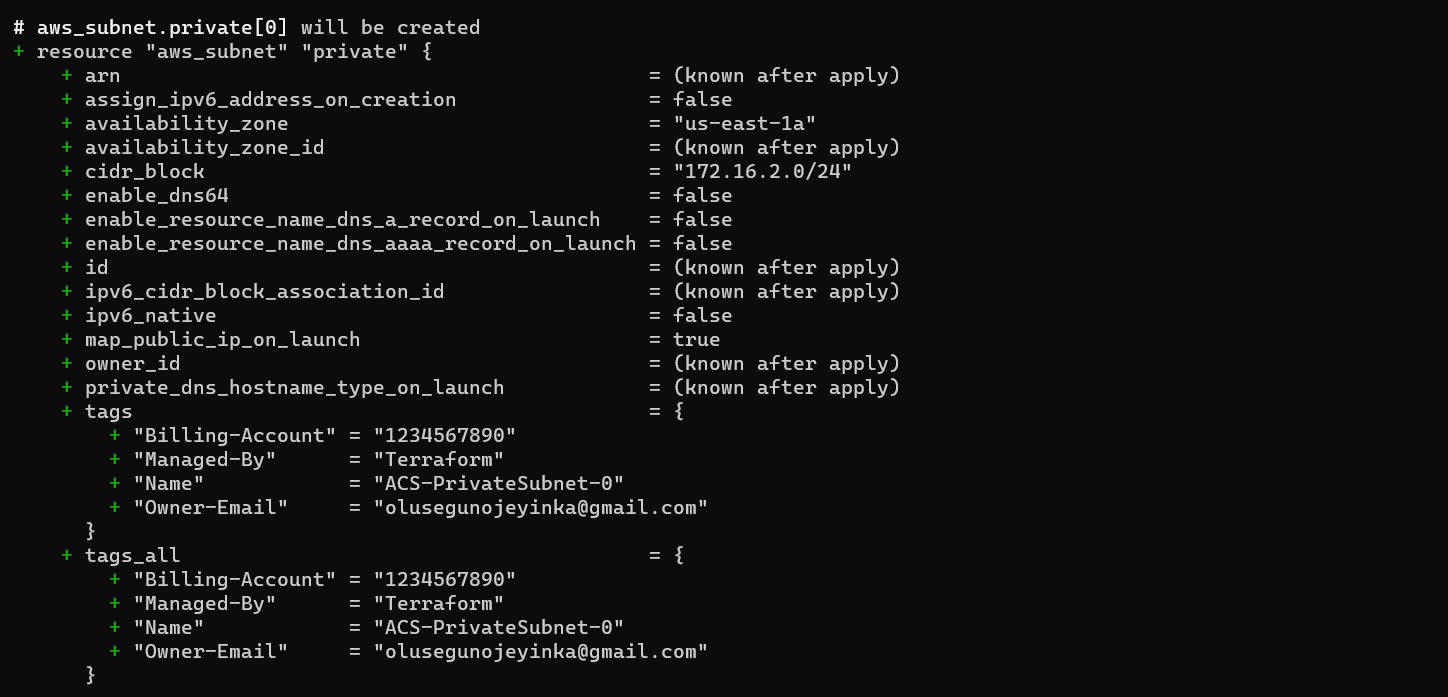 # aws_subnet.private[0] will be created
+ resource "aws_subnet" "private" {
    + arn                                            = (known after apply)
    + assign_ipv6_address_on_creation                = false
    + availability_zone                              = "us-east-1a"
    + availability_zone_id                           = (known after apply)
    + cidr_block                                     = "172.16.2.0/24"
    + enable_dns64                                   = false
    + enable_resource_name_dns_a_record_on_launch    = false
    + enable_resource_name_dns_aaaa_record_on_launch = false
    + id                                             = (known after apply)
    + ipv6_cidr_block_association_id                 = (known after apply)
    + ipv6_native                                    = false
    + map_public_ip_on_launch                        = true
    + owner_id                                       = (known after apply)
    + private_dns_hostname_type_on_launch            = (known after apply)
    + tags                                           = {
        + "Billing-Account" = "1234567890"
        + "Managed-By"      = "Terraform"
        + "Name"            = "ACS-PrivateSubnet-0"
        + "Owner-Email"     = "olusegunojeyinka@gmail.com"
      }
    + tags_all                                       = {
        + "Billing-Account" = "1234567890"
        + "Managed-By"      = "Terraform"
        + "Name"            = "ACS-PrivateSubnet-0"
        + "Owner-Email"     = "olusegunojeyinka@gmail.com"
      }